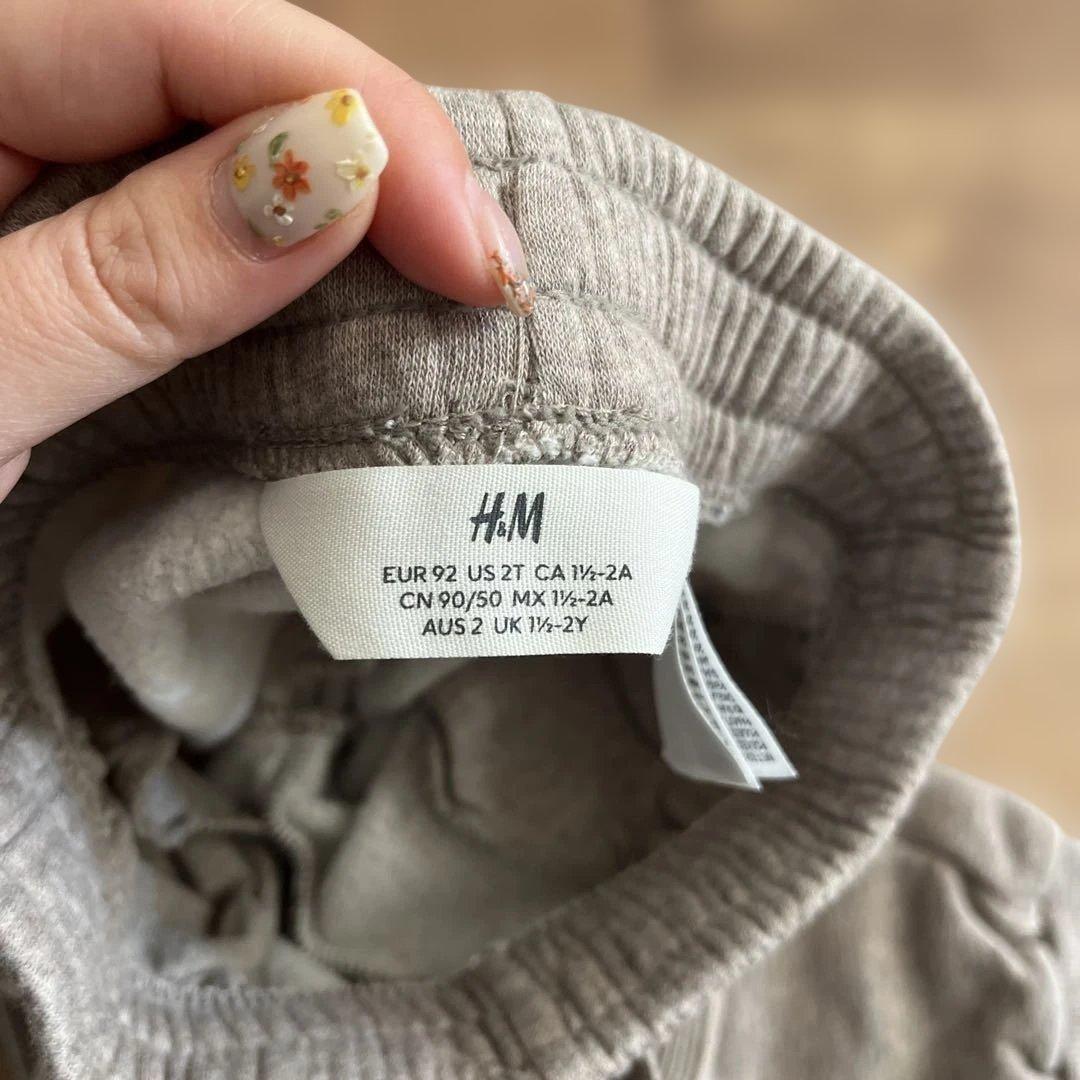 H&M
EUR 92 US 2T CA 1½-2A
CN 90/50 MX 1½-2A
AUS 2 UK 1½-2Y